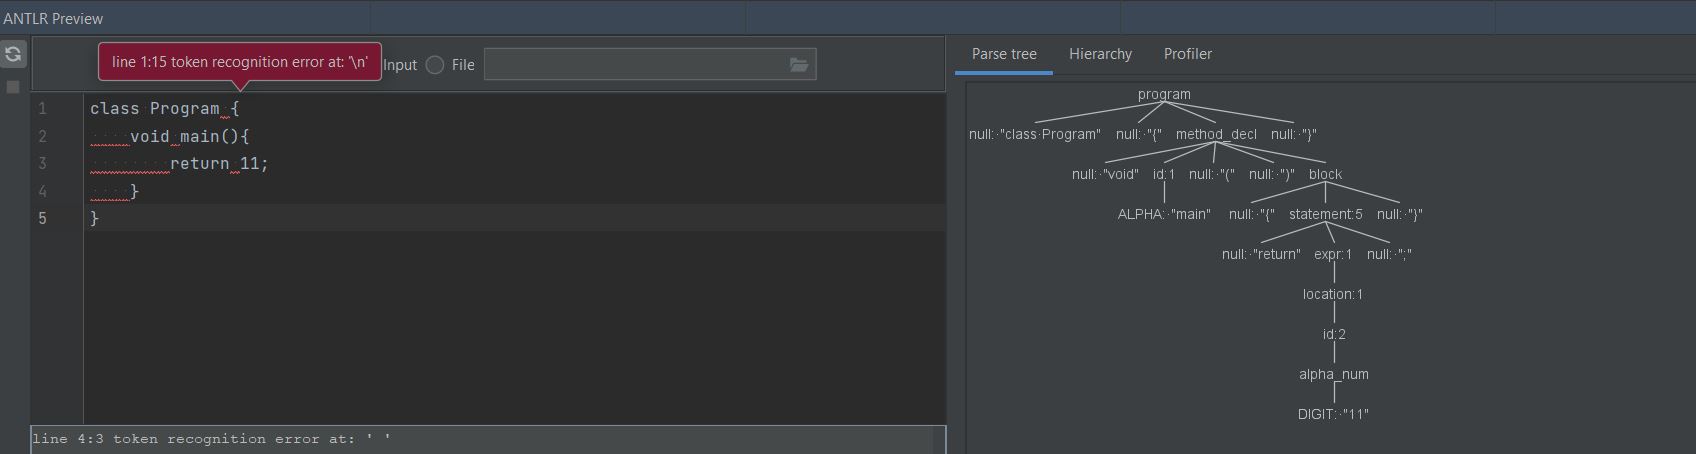 ANTLR Preview
line 1:15 token recognition error at: '\n'
Input File
Parse tree Hierarchy Profiler
1 class Program {
2 ····void main(){
3 ········return 11;
4 ····}
5 }
line 4:3 token recognition error at: ' '
program
null:·"class·Program" null:·"{" method_decl null:·"}"
null:·"void" id:1 null:·"(" null:·")" block
ALPHA:·"main" null:·"{" statement:5 null:·"}"
null:·"return" expr:1 null:·";"
location:1
id:2
alpha_num
DIGIT:·"11"